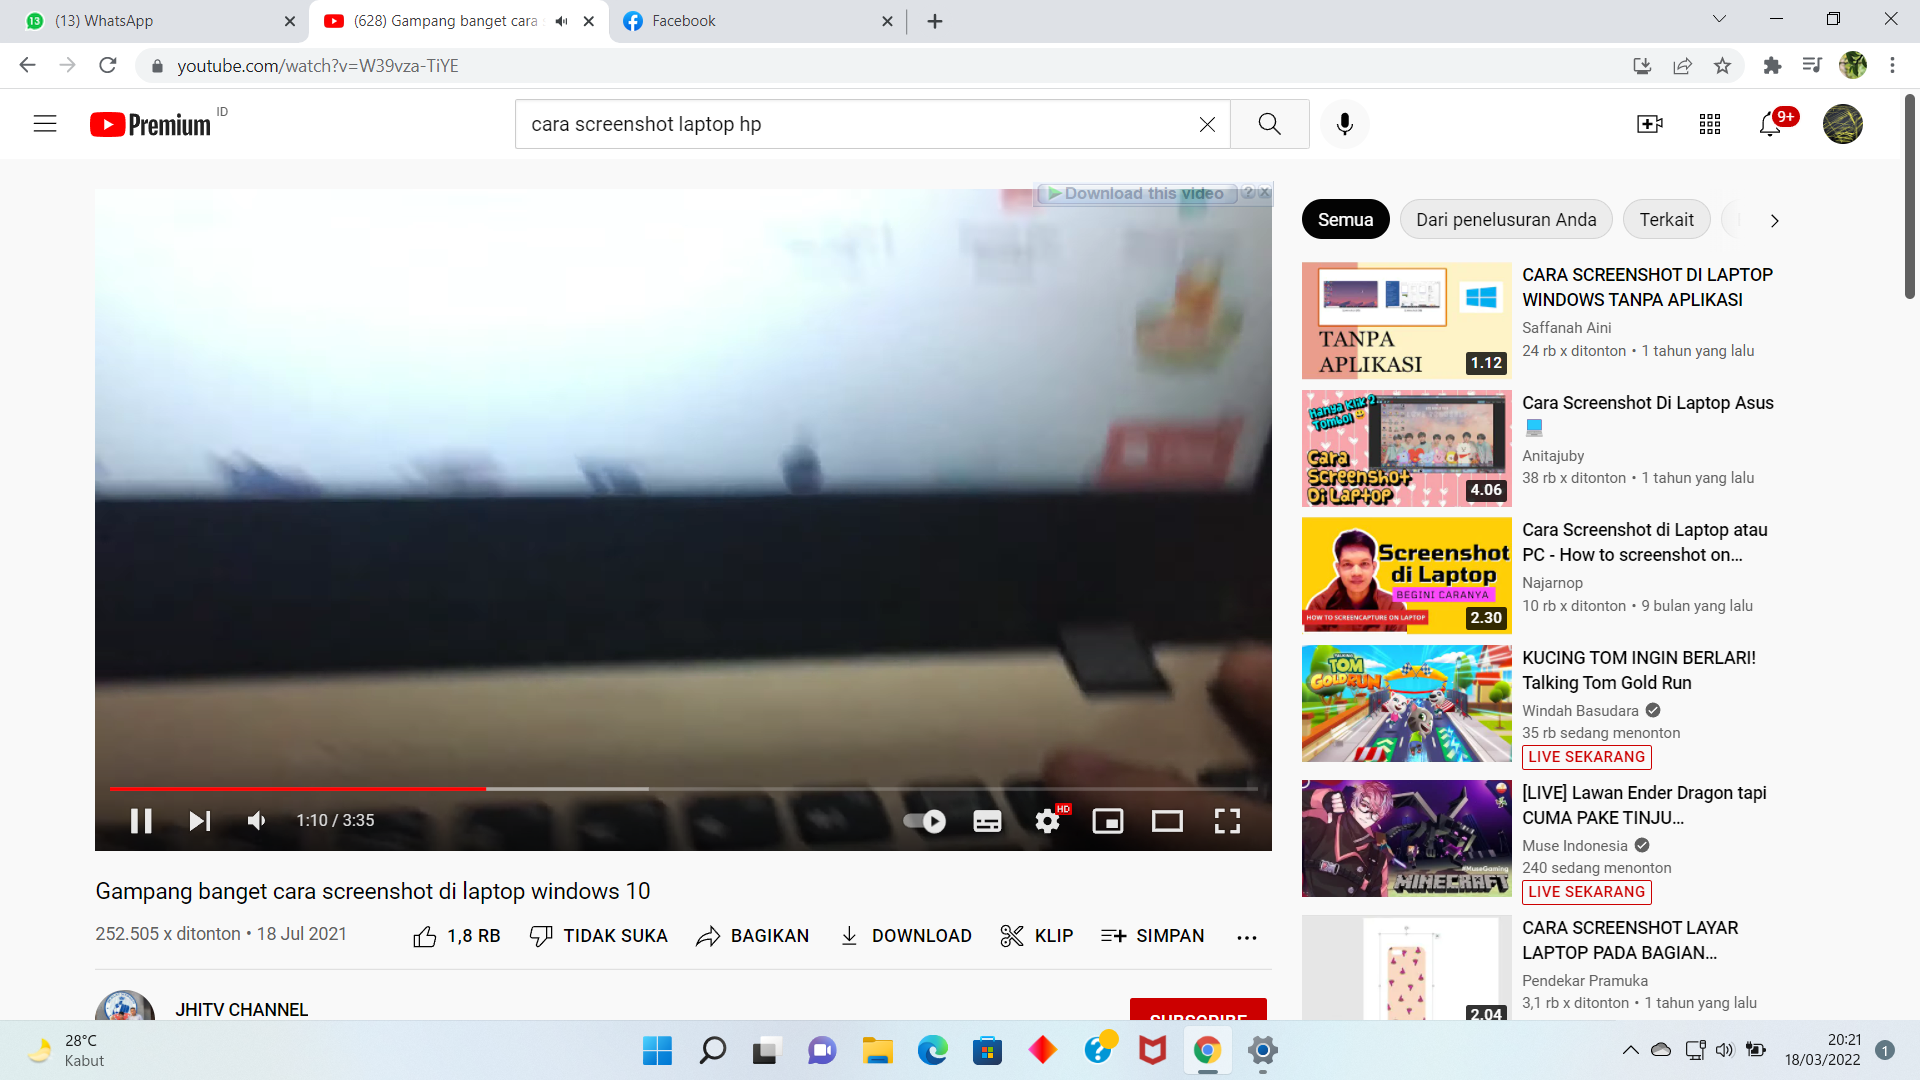 (13) WhatsApp
(628) Gampang banget cara
Facebook
youtube.com/watch?v=W39vza-TiYE
Premium ID
cara screenshot laptop hp
9+
Download this video
Semua
Dari penelusuran Anda
Terkait
TANPA
APLIKASI
1.12
CARA SCREENSHOT DI LAPTOP
WINDOWS TANPA APLIKASI
Saffanah Aini
24 rb x ditonton • 1 tahun yang lalu
Hanya Klik 2
Tombol
Cara
Screenshot
Di Laptop
4.06
Cara Screenshot Di Laptop Asus
Anitajuby
38 rb x ditonton • 1 tahun yang lalu
Screenshot
di Laptop
BEGINI CARANYA
HOW TO SCREENCAPTURE ON LAPTOP
2.30
Cara Screenshot di Laptop atau
PC - How to screenshot on...
Najarnop
10 rb x ditonton • 9 bulan yang lalu
TALKING
TOM
GOLD RUN
KUCING TOM INGIN BERLARI!
Talking Tom Gold Run
Windah Basudara
35 rb sedang menonton
LIVE SEKARANG
#MuseGaming
MINECRAFT
[LIVE] Lawan Ender Dragon tapi
CUMA PAKE TINJU...
Muse Indonesia
240 sedang menonton
LIVE SEKARANG
2.04
CARA SCREENSHOT LAYAR
LAPTOP PADA BAGIAN...
Pendekar Pramuka
3,1 rb x ditonton • 1 tahun yang lalu
1:10 / 3:35
HD
Gampang banget cara screenshot di laptop windows 10
252.505 x ditonton • 18 Jul 2021
1,8 RB
TIDAK SUKA
BAGIKAN
DOWNLOAD
KLIP
SIMPAN
JHITV CHANNEL
SUBSCRIBE
28°C
Kabut
20:21
18/03/2022
1